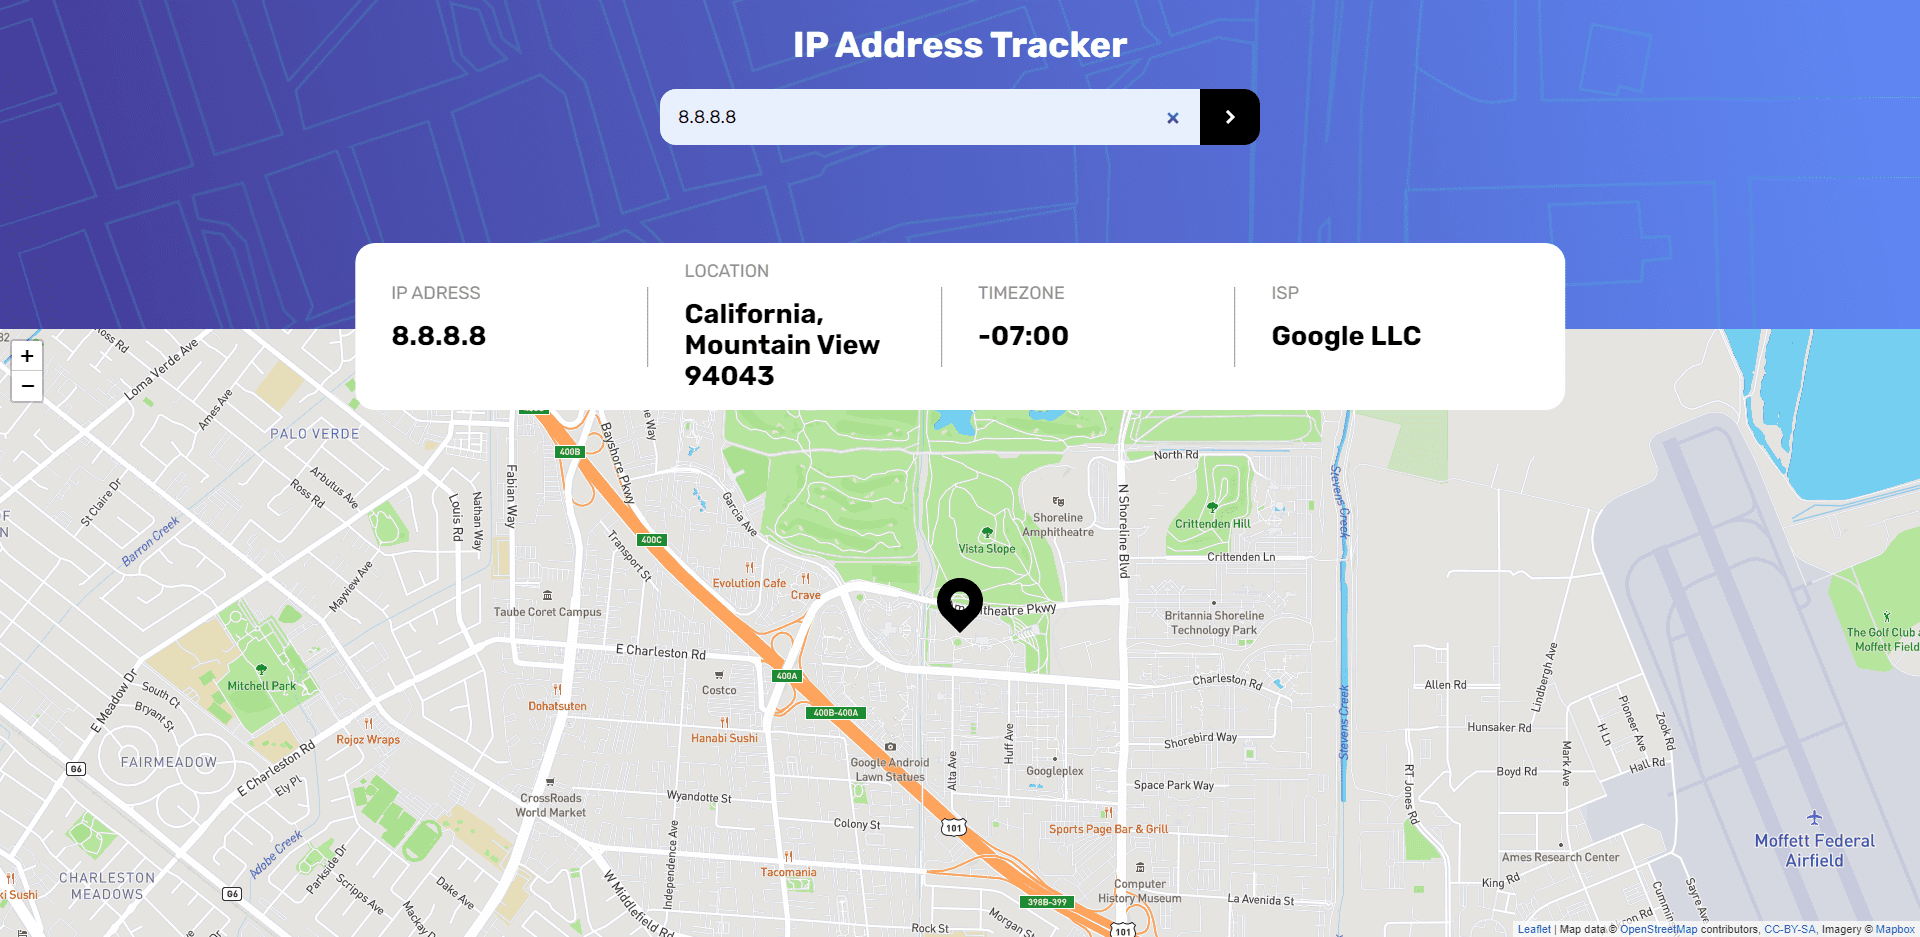 IP Address Tracker
8.8.8.8
IP ADRESS
8.8.8.8
LOCATION
California,
Mountain View
94043
TIMEZONE
-07:00
ISP
Google LLC
+
−
Ross Rd
Loma Verde Ave
Ames Ave
PALO VERDE
Arbutus Ave
Ross Rd
St Claire Dr
Barron Creek
Mayview Ave
Louis Rd
Nathan Way
Fabian Way
400B
Bayshore Pkwy
400C
Transport St
Garcia Ave
Evolution Cafe
Crave
Taube Coret Campus
Vista Slope
Shoreline
Amphitheatre
North Rd
N Shoreline Blvd
Crittenden Hill
Crittenden Ln
Stevens Creek
Britannia Shoreline
Technology Park
The Golf Club
Moffett Field
E Charleston Rd
Mitchell Park
South Ct
Bryant St
E Meadow Dr
Rojoz Wraps
FAIRMEADOW
G6
E Charleston Rd
Ely Pl
Dohatsuten
Costco
400A
400B-400A
Hanabi Sushi
Google Android
Lawn Statues
Alta Ave
Huff Ave
Googleplex
Charleston Rd
Shorebird Way
Space Park Way
Stevens Creek
Allen Rd
Lindbergh Ave
Hunsaker Rd
Pioneer Ave
H Ln
Zook Rd
Hall Rd
Mark Ave
Boyd Rd
RT Jones Rd
CrossRoads
World Market
Wyandotte St
Colony St
101
Sports Page Bar & Grill
Moffett Federal
Airfield
Ames Research Center
King Rd
Adobe Creek
CHARLESTON
MEADOWS
G6
Parkside Dr
Scripps Ave
Dake Ave
Independence Ave
W Middlefield Rd
Tacomania
Computer
History Museum
398B-399
La Avenida St
Sayre Ave
Rock St
Morgan St
101
Leaflet | Map data © OpenStreetMap contributors, CC-BY-SA, Imagery © Mapbox